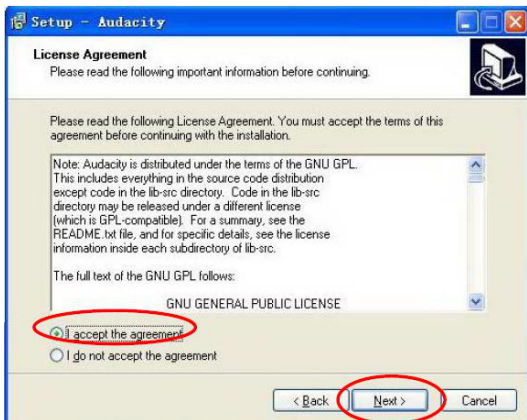 Setup - Audacity
License Agreement
Please read the following important information before continuing.
Please read the following License Agreement. You must accept the terms of this
agreement before continuing with the installation.
Note: Audacity is distributed under the terms of the GNU GPL.
This includes everything in the source code distribution
except code in the lib-src directory. Code in the lib-src
directory may be released under a different license
(which is GPL-compatible). For a summary, see the
README.txt file, and for specific details, see the license
information inside each subdirectory of lib-src.
The full text of the GNU GPL follows:
GNU GENERAL PUBLIC LICENSE
I accept the agreement
I do not accept the agreement
< Back
Next >
Cancel